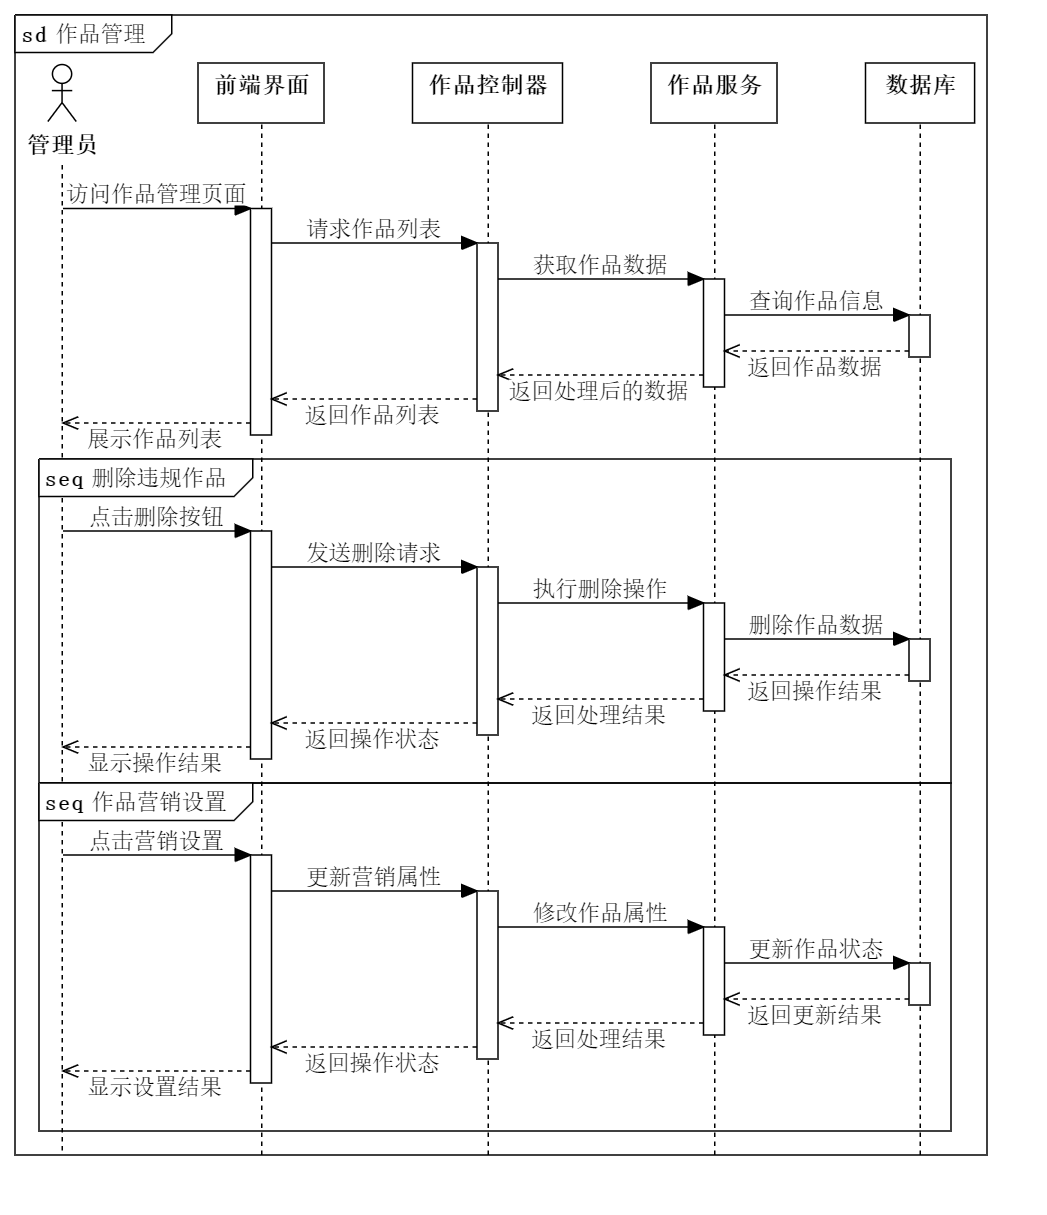 sd 作品管理
前端界面
作品控制器
作品服务
数据库
管理员
访问作品管理页面
请求作品列表
获取作品数据
查询作品信息
返回作品数据
返回处理后的数据
返回作品列表
展示作品列表
seq 删除违规作品
点击删除按钮
发送删除请求
执行删除操作
删除作品数据
返回操作结果
返回处理结果
返回操作状态
显示操作结果
seq 作品营销设置
点击营销设置
更新营销属性
修改作品属性
更新作品状态
返回更新结果
返回处理结果
返回操作状态
显示设置结果